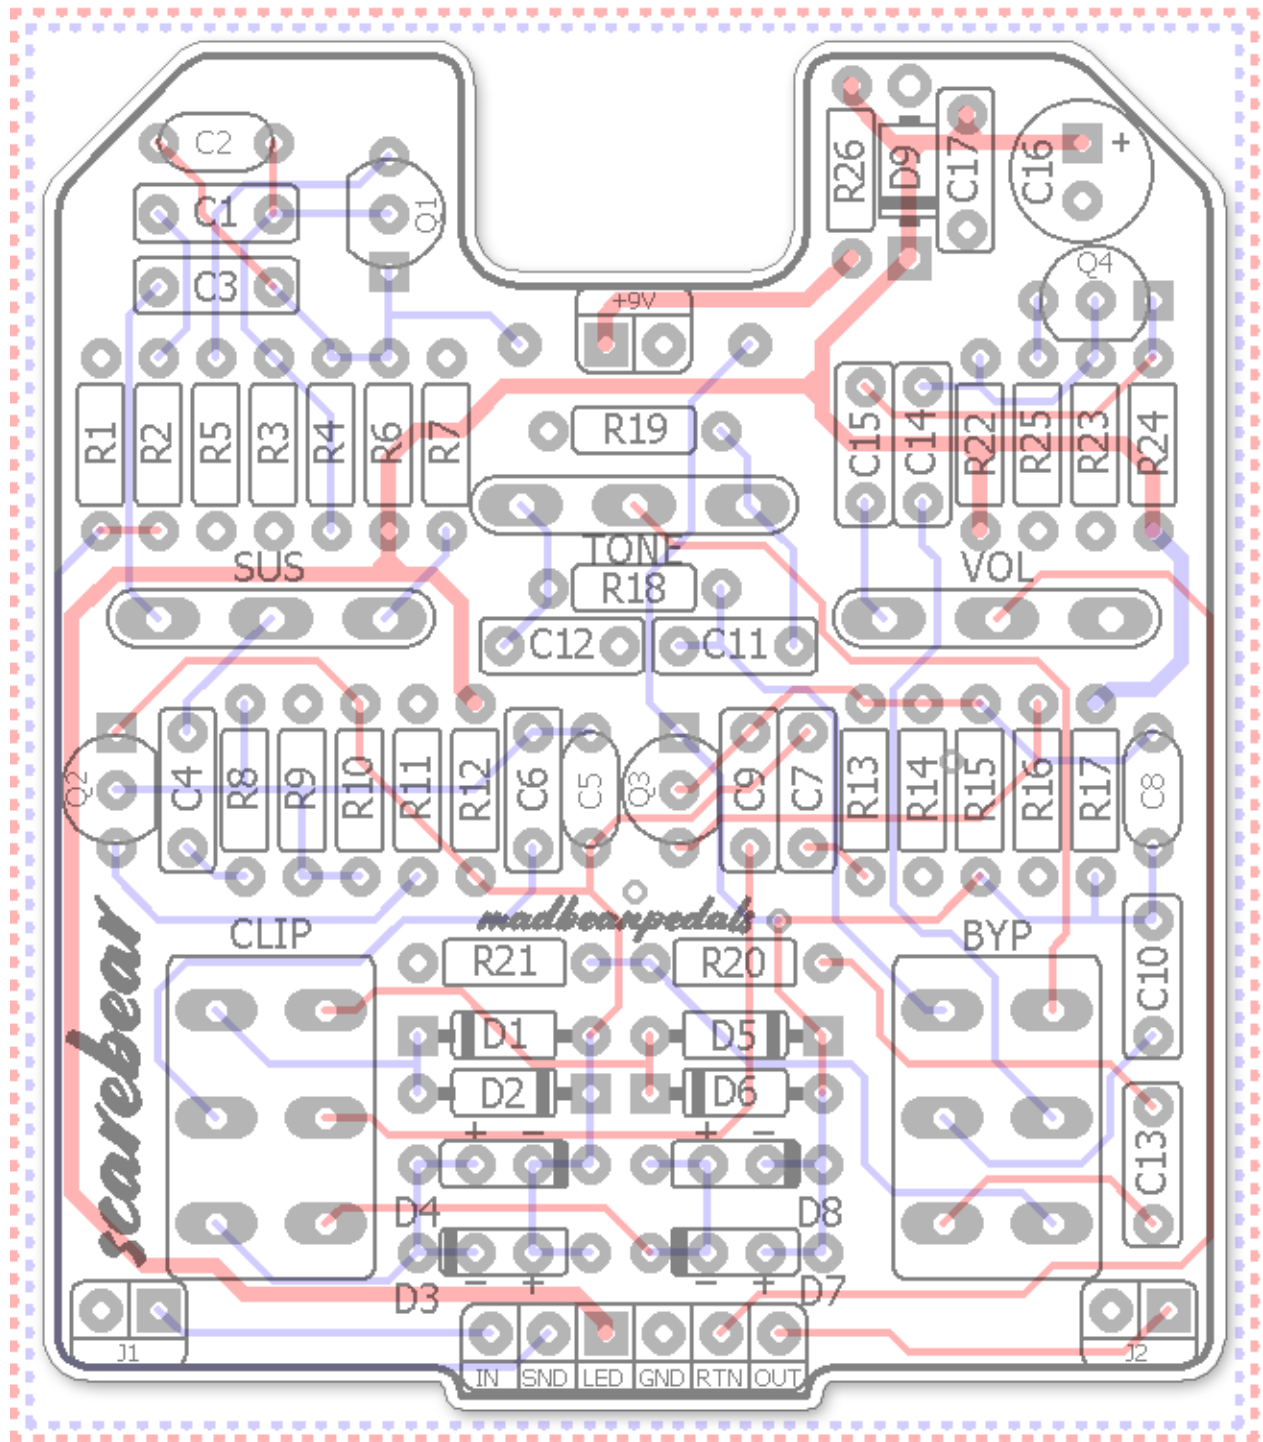 C2
C1
C3
Q1
R26
D9
C17
C16
+
Q4
+9V
R1
R2
R5
R3
R4
R6
R7
R19
C15
C14
R22
R25
R23
R24
SUS
TONE
R18
VOL
C12
C11
Q2
C4
R8
R9
R10
R11
R12
C6
C5
Q3
C9
C7
R13
R14
R15
R16
R17
C8
madbeanpedals
CLIP
R21
R20
BYP
C10
scarebear
D1
D5
D2
D6
+ -
+ -
C13
D4
D8
- +
- +
D3
D7
J1
IN
SND
LED
GND
RTN
OUT
J2